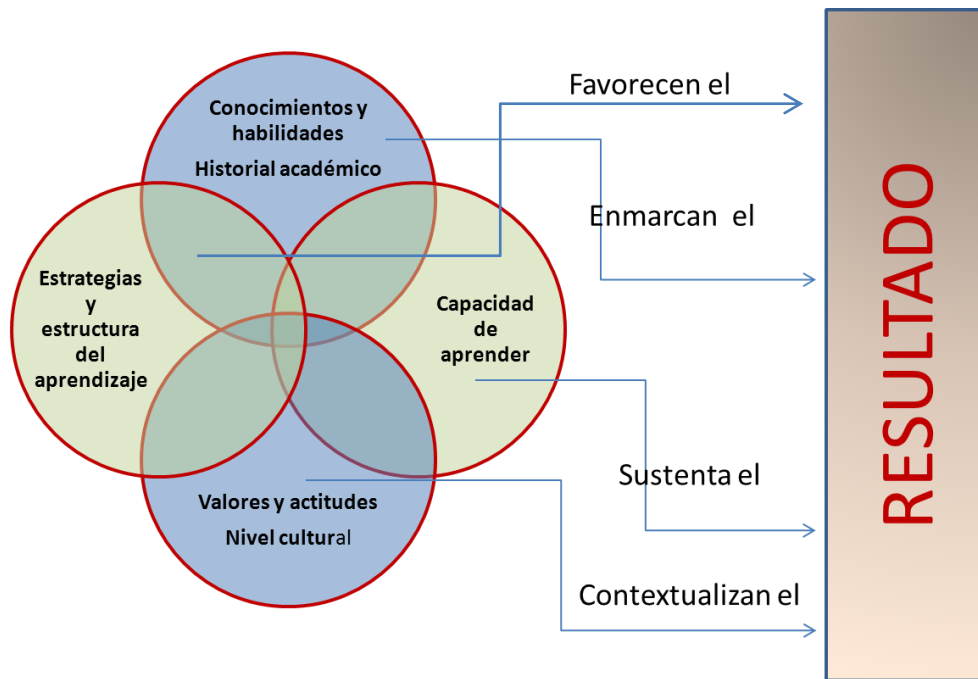 Conocimientos y
habilidades
Historial académico
Estrategias
y
estructura
del
aprendizaje
Capacidad
de
aprender
Valores y actitudes
Nivel cultural
Favorecen el
Enmarcan el
Sustenta el
Contextualizan el
RESULTADO